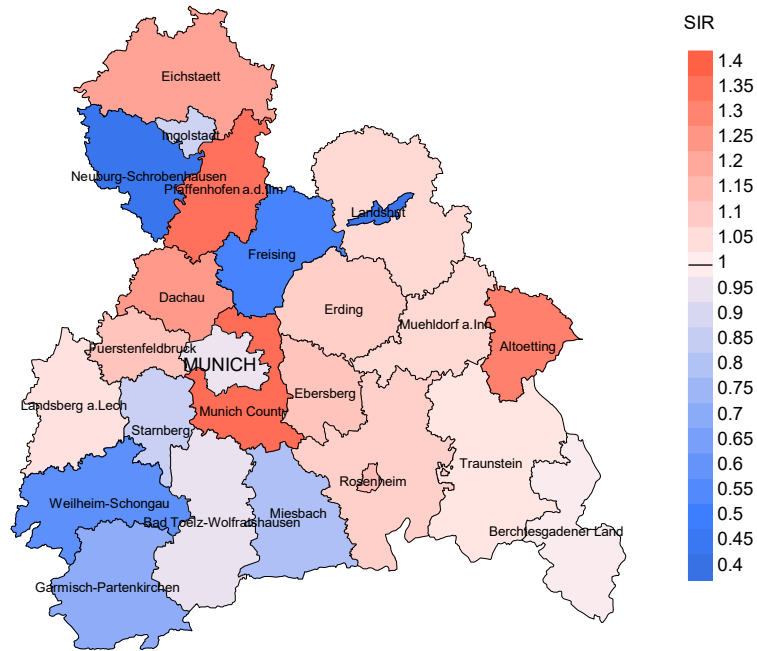 SIR
Eichstaett
Ingolstadt
Neuburg-Schrobenhausen
Pfaffenhofen a.d.Ilm
Landshut
Freising
Dachau
Erding
Muehldorf a.Inn
Altoetting
Fuerstenfeldbruck
MUNICH
Ebersberg
Landsberg a.Lech
Munich County
Starnberg
Traunstein
Rosenheim
Weilheim-Schongau
Miesbach
Bad Toelz-Wolfratshausen
Berchtesgadener Land
Garmisch-Partenkirchen
1.4
1.35
1.3
1.25
1.2
1.15
1.1
1.05
1
0.95
0.9
0.85
0.8
0.75
0.7
0.65
0.6
0.55
0.5
0.45
0.4